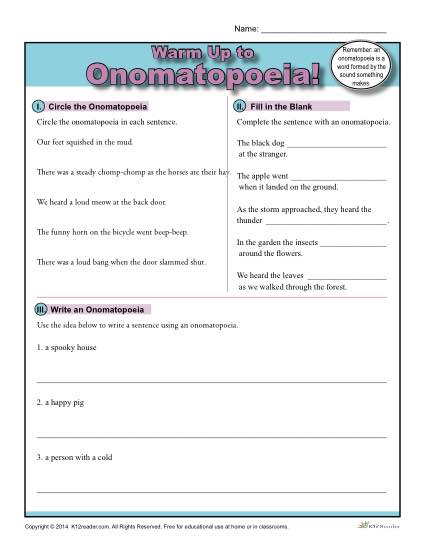 Name: ____________________
Warm Up to
Onomatopoeia!
Remember: an
onomatopoeia is a
word formed by the
sound something
makes
I. Circle the Onomatopoeia
Circle the onomatopoeia in each sentence.
Our feet squished in the mud.
There was a steady chomp-chomp as the horses ate their hay.
We heard a loud meow at the back door.
The funny horn on the bicycle went beep-beep.
There was a loud bang when the door slammed shut.
II. Fill in the Blank
Complete the sentence with an onomatopoeia.
The black dog ____________________
at the stranger.
The apple went ____________________
when it landed on the ground.
As the storm approached, they heard the
thunder ____________________.
In the garden the insects ____________________
around the flowers.
We heard the leaves ____________________
as we walked through the forest.
III. Write an Onomatopoeia
Use the idea below to write a sentence using an onomatopoeia.
1. a spooky house
2. a happy pig
3. a person with a cold
Copyright © 2014 K12reader.com. All Rights Reserved. Free for educational use at home or in classrooms.
K12Reader